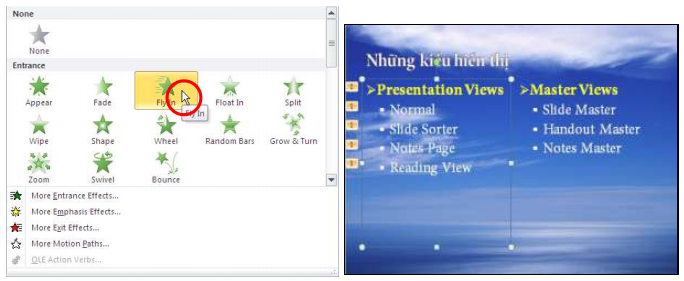 None
None
Entrance
Appear Fade Fly In Float In Split
Fly In
Wipe Shape Wheel Random Bars Grow & Turn
Zoom Swivel Bounce
More Entrance Effects...
More Emphasis Effects...
More Exit Effects...
More Motion Paths...
OLE Action Verbs...
Những kiểu hiển thị
➢Presentation Views
▪ Normal
▪ Slide Sorter
▪ Notes Page
▪ Reading View
➢Master Views
▪ Slide Master
▪ Handout Master
▪ Notes Master